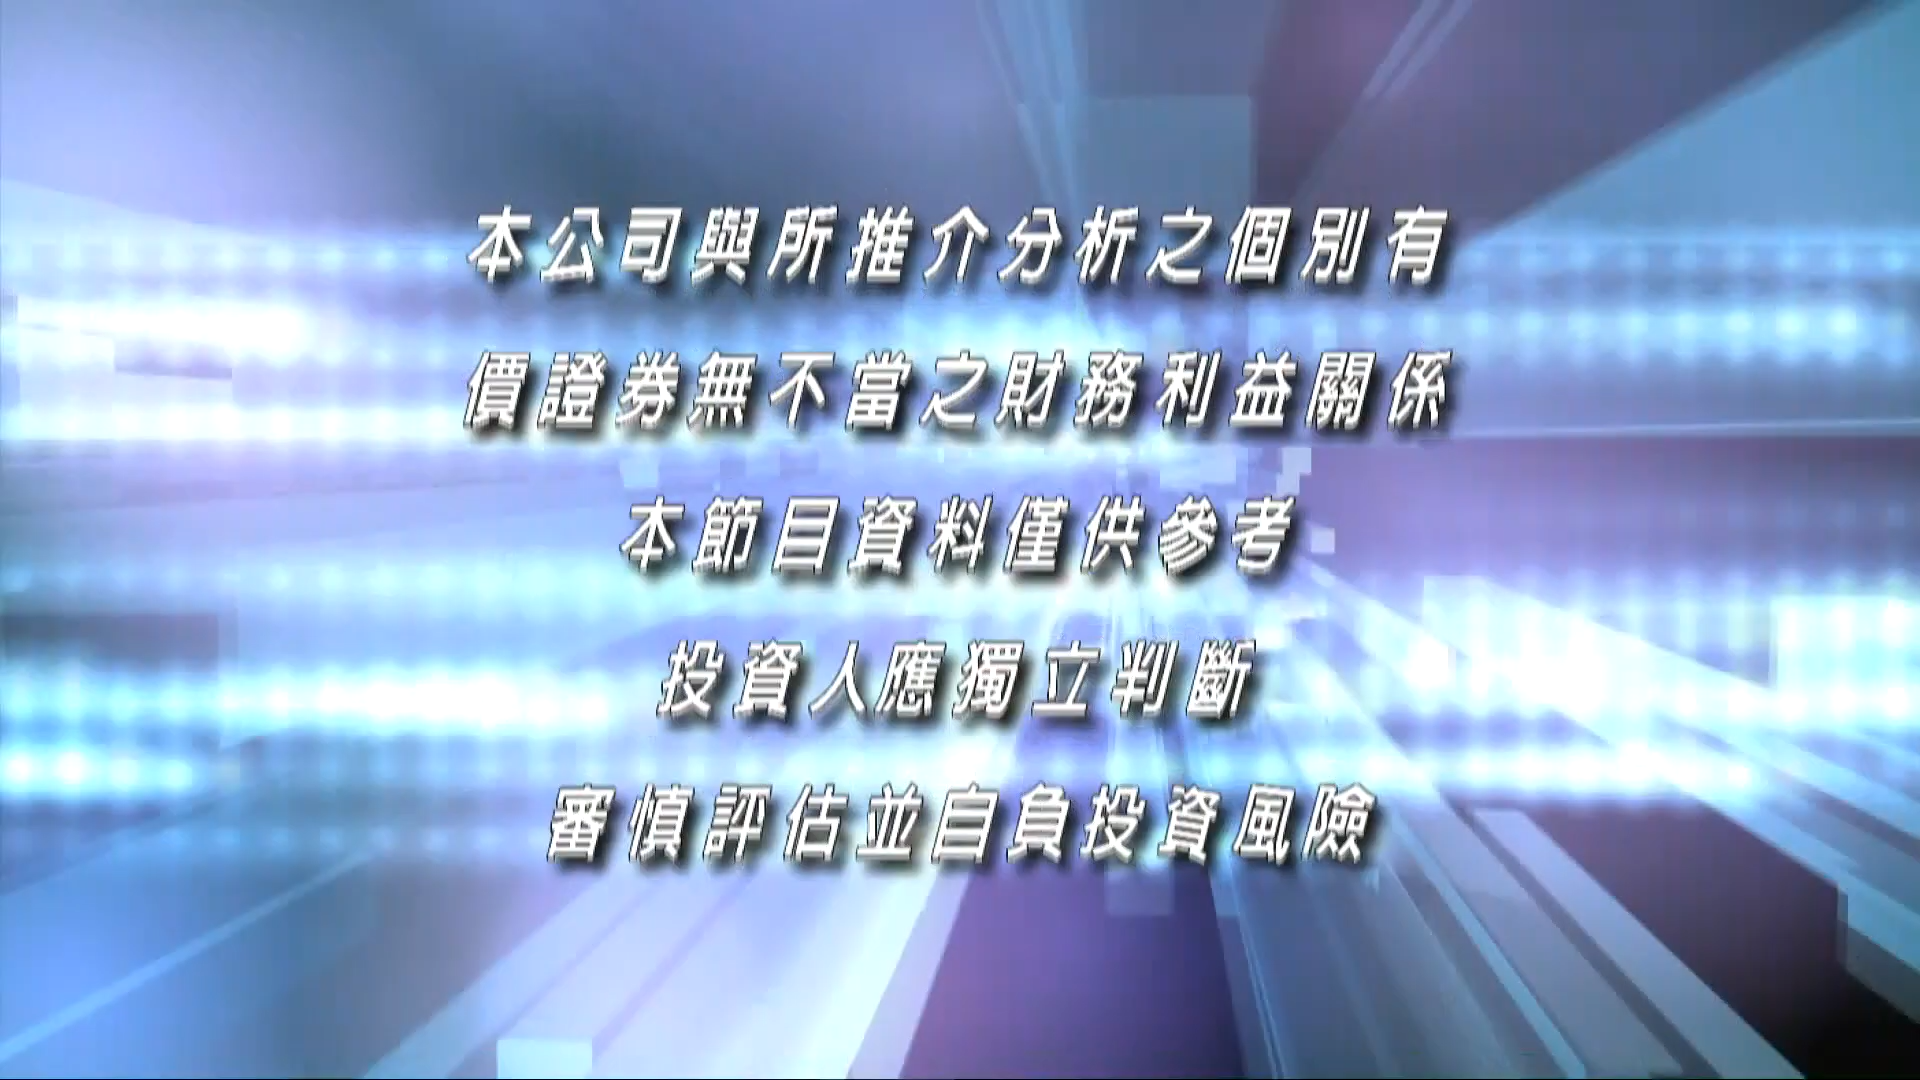 本公司與所推介分析之個別有
價證券無不當之財務利益關係
本節目資料僅供參考
投資人應獨立判斷
審慎評估並自負投資風險